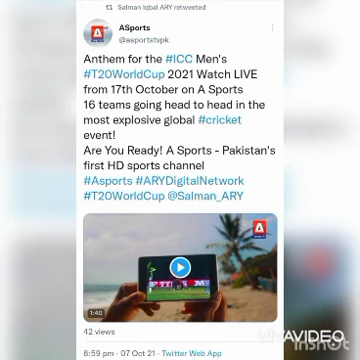 Salman Iqbal ARY retweeted
ASports
@asportstvpk
Anthem for the #ICC Men's
#T20WorldCup 2021 Watch LIVE
from 17th October on A Sports
16 teams going head to head in the
most explosive global #cricket
event!
Are You Ready! A Sports - Pakistan's
first HD sports channel
#Asports #ARYDigitalNetwork
#T20WorldCup @Salman_ARY
1:40
42 views
8:59 pm · 07 Oct 21 · Twitter Web App
VIVAVIDEO
InShot